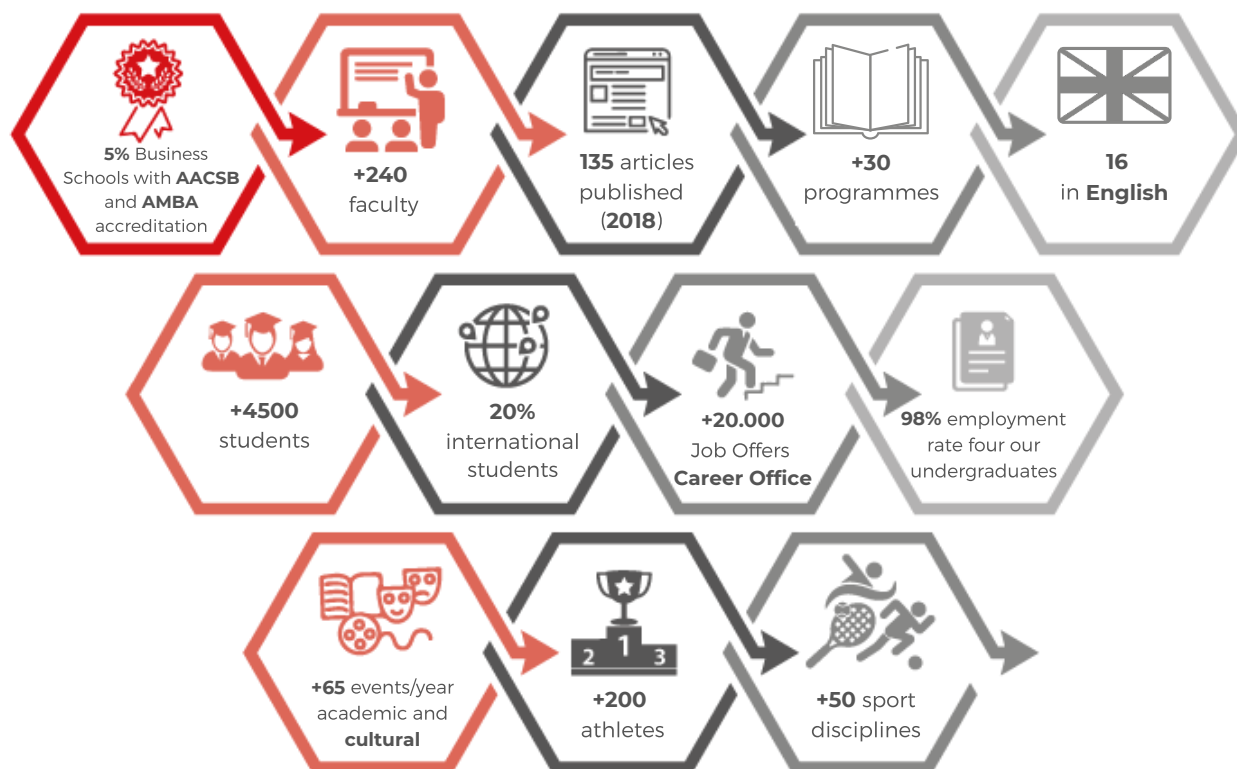 5% Business
Schools with AACSB
and AMBA
accreditation
+240
faculty
135 articles
published
(2018)
+30
programmes
16
in English
+4500
students
20%
international
students
+20.000
Job Offers
Career Office
98% employment
rate four our
undergraduates
+65 events/year
academic and
cultural
2 1 3
+200
athletes
+50 sport
disciplines